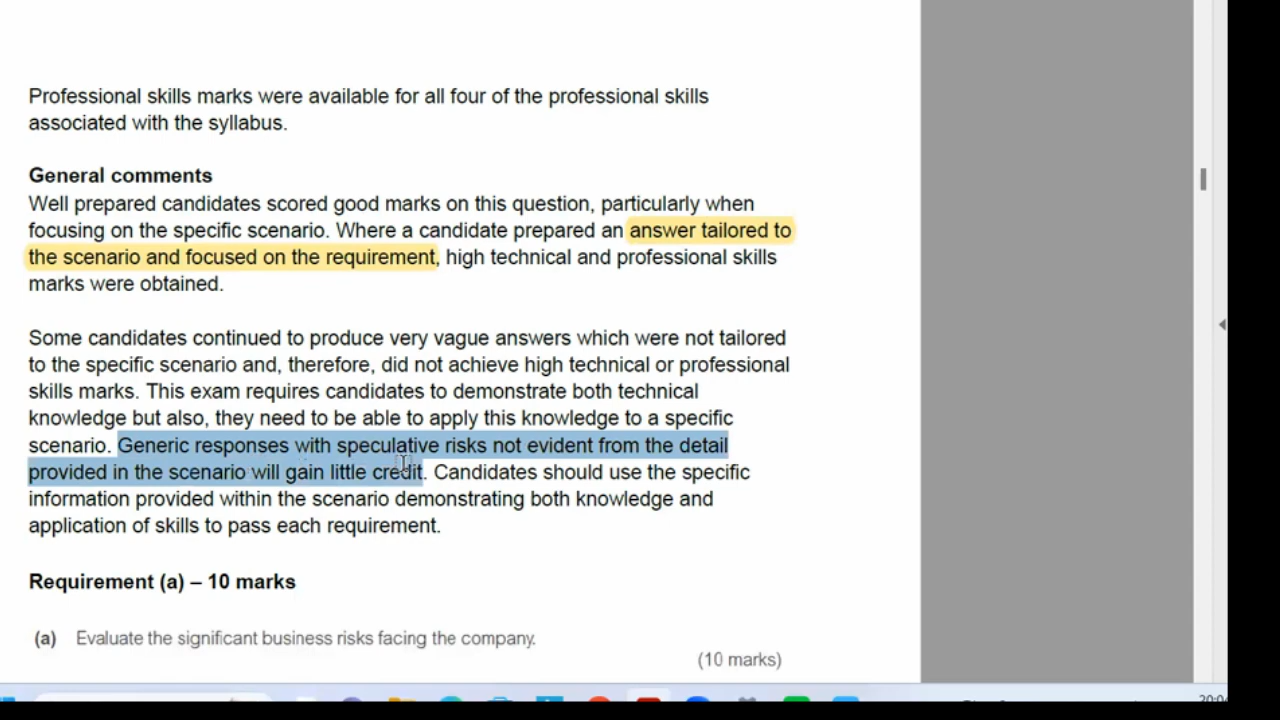 Professional skills marks were available for all four of the professional skills
associated with the syllabus.
General comments
Well prepared candidates scored good marks on this question, particularly when
focusing on the specific scenario. Where a candidate prepared an answer tailored to
the scenario and focused on the requirement, high technical and professional skills
marks were obtained.
Some candidates continued to produce very vague answers which were not tailored
to the specific scenario and, therefore, did not achieve high technical or professional
skills marks. This exam requires candidates to demonstrate both technical
knowledge but also, they need to be able to apply this knowledge to a specific
scenario. Generic responses with speculative risks not evident from the detail
provided in the scenario will gain little credit. Candidates should use the specific
information provided within the scenario demonstrating both knowledge and
application of skills to pass each requirement.
Requirement (a) – 10 marks
(a) Evaluate the significant business risks facing the company.
(10 marks)